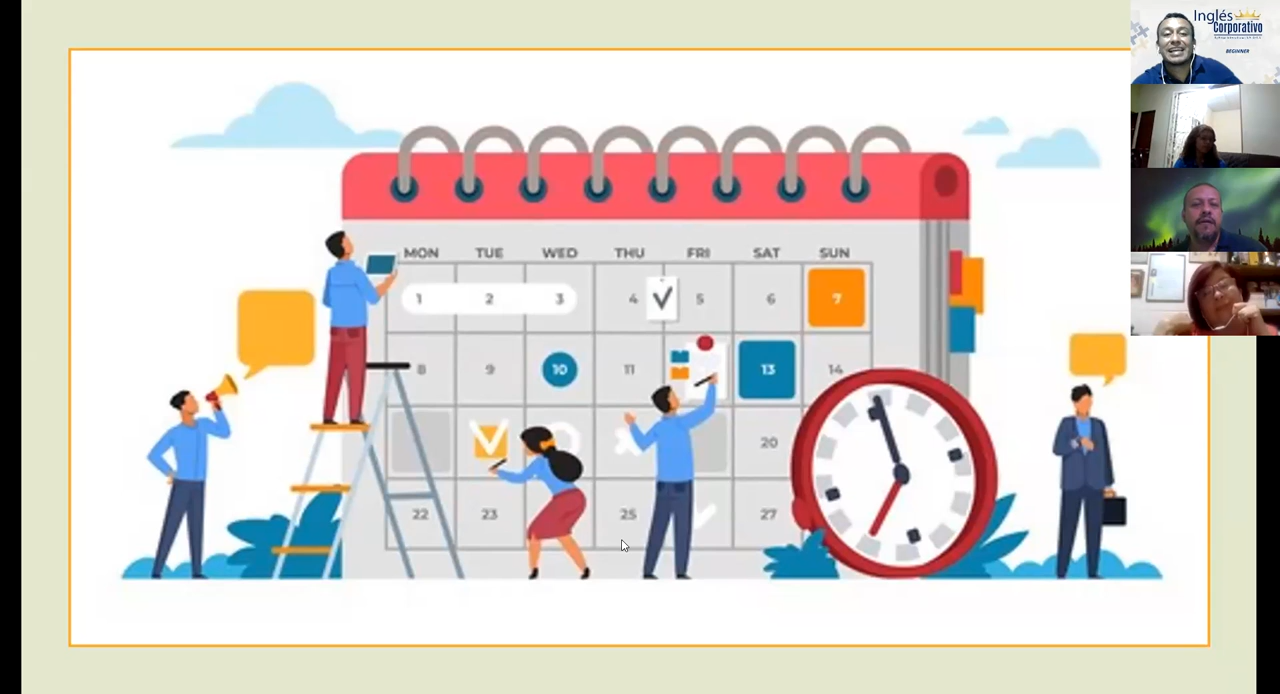 Inglés
Corporativo
BEGINNER
MON TUE WED THU FRI SAT SUN
1 2 3 4 5 6 7
8 9 10 11 13 14
20
22 23 25 27